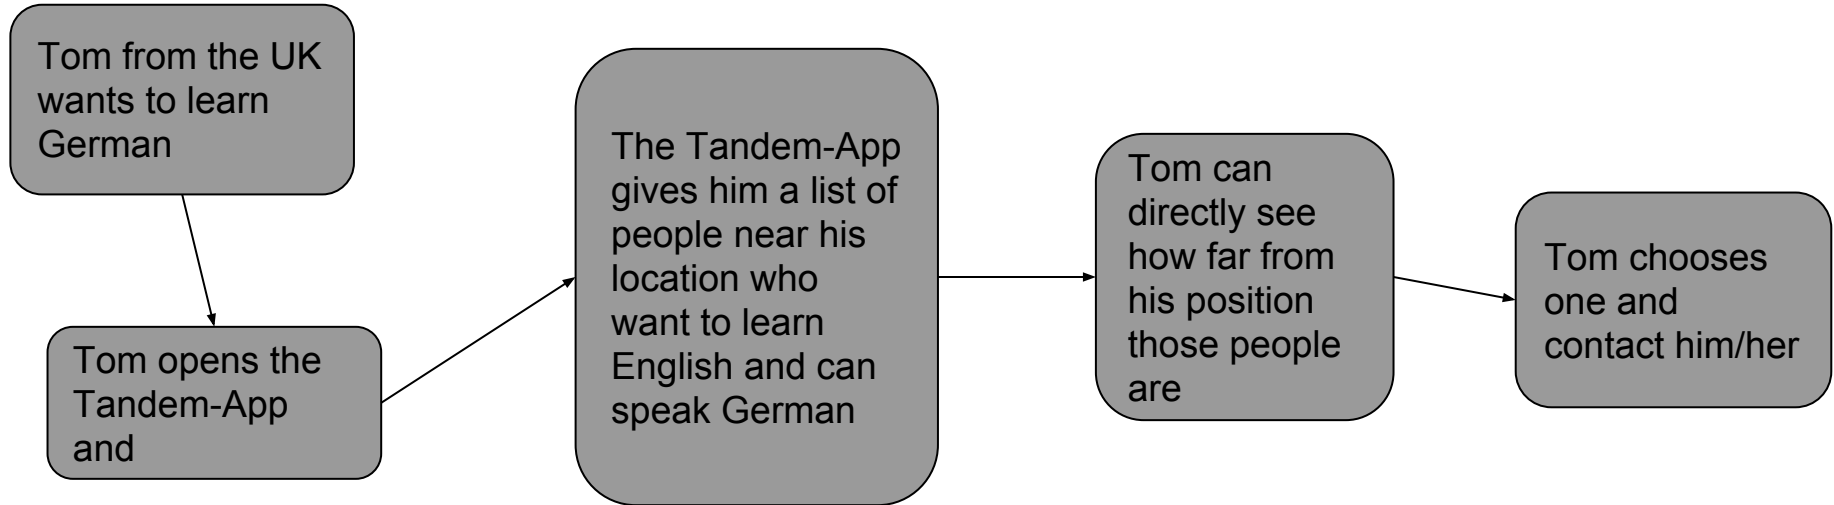 Tom from the UK
wants to learn
German
Tom opens the
Tandem-App
and
The Tandem-App
gives him a list of
people near his
location who
want to learn
English and can
speak German
Tom can
directly see
how far from
his position
those people
are
Tom chooses
one and
contact him/her